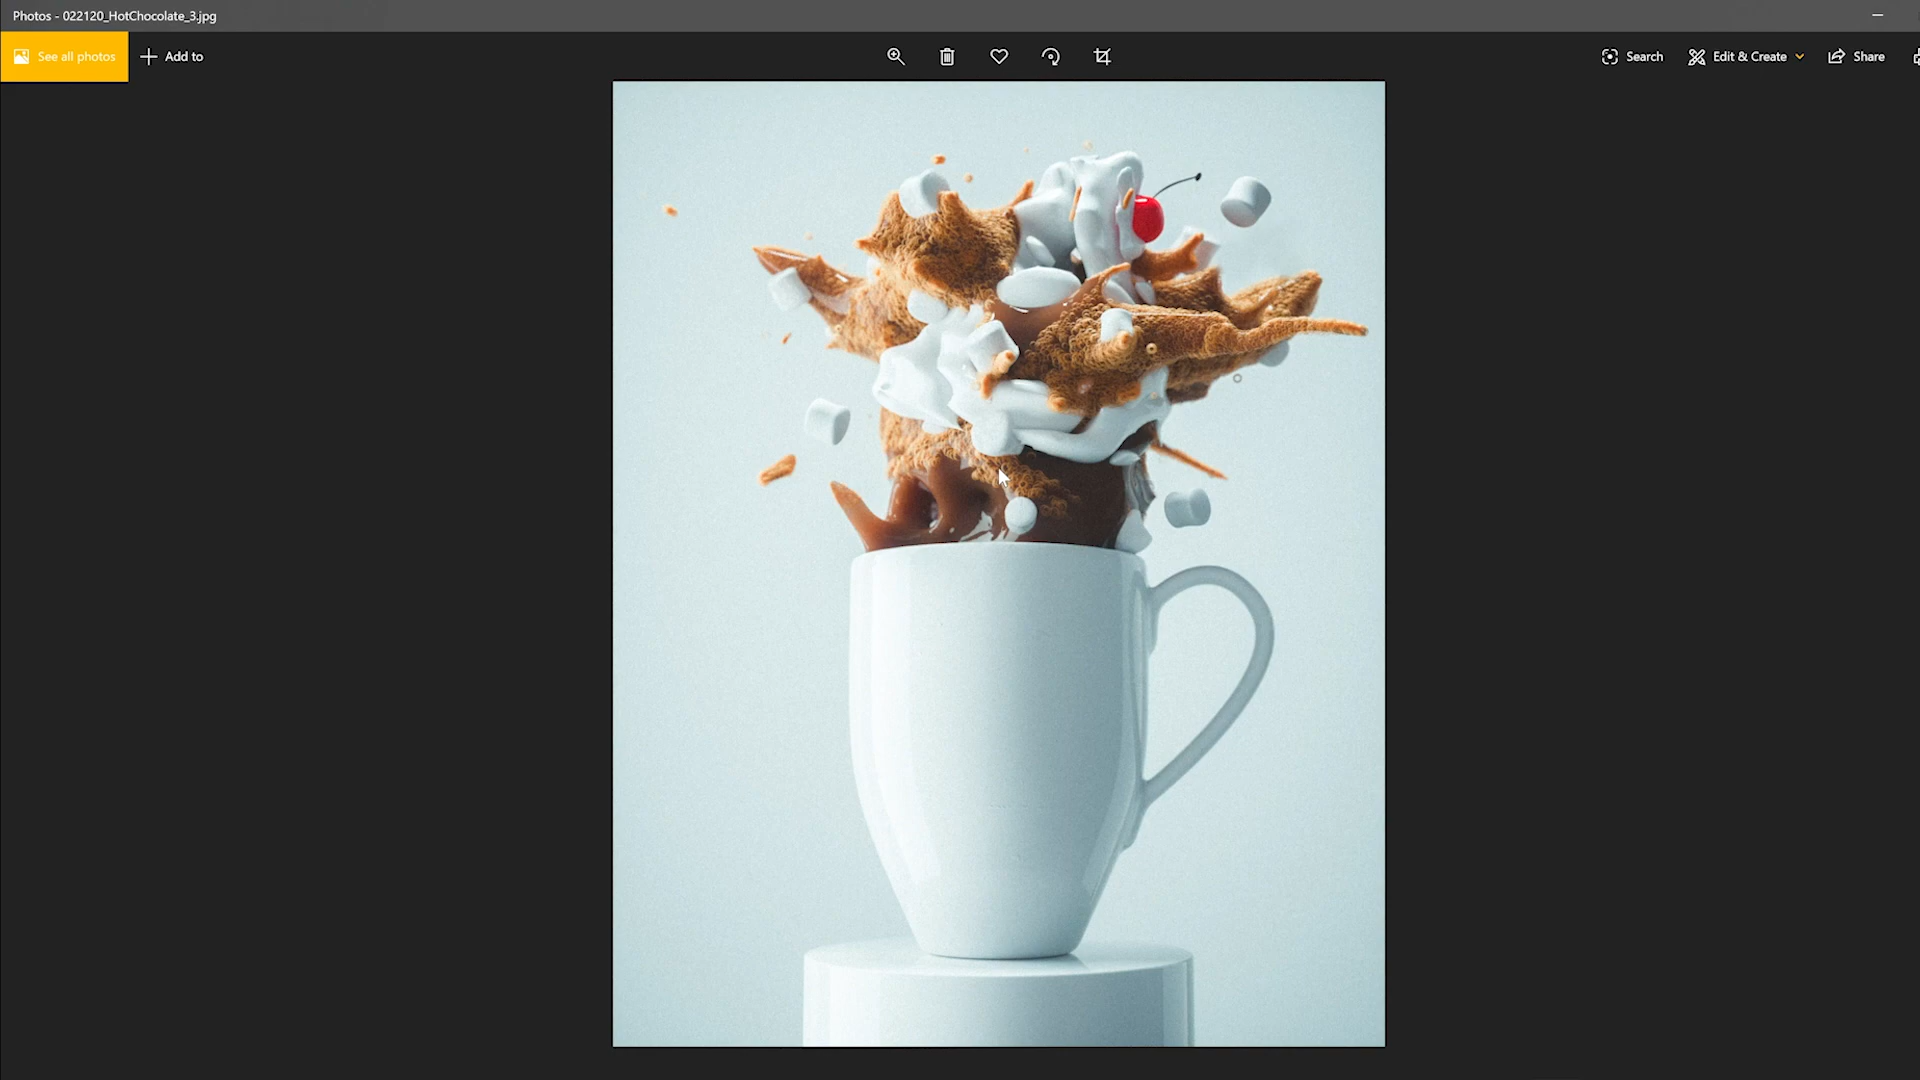 Photos - 022120_HotChocolate_3.jpg
See all photos
Add to
Search
Edit & Create
Share